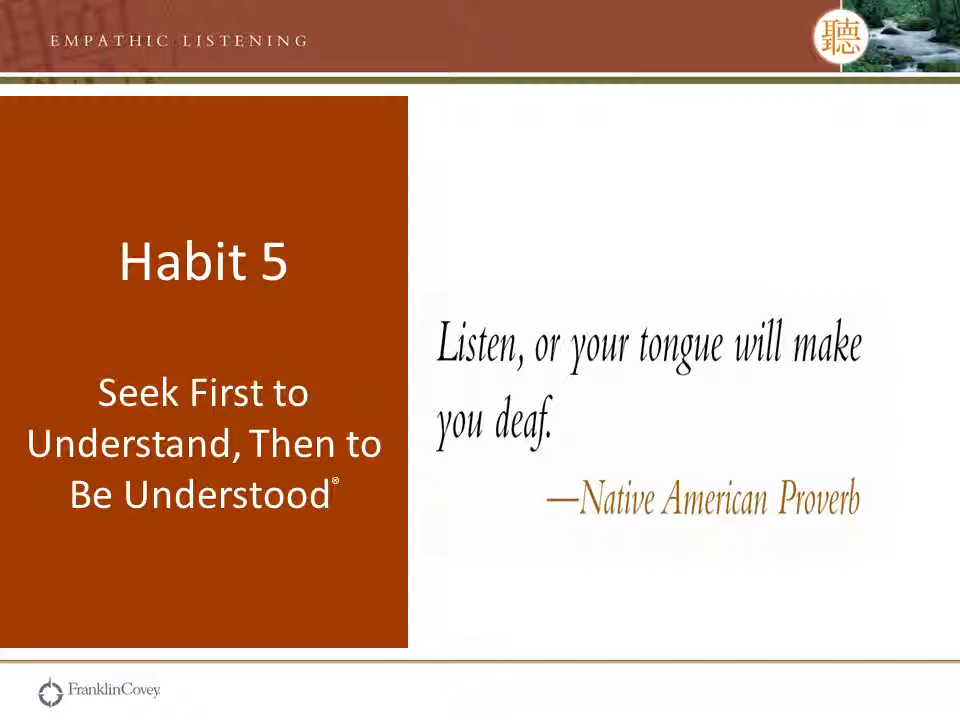 EMPATHIC LISTENING
聽
Habit 5
Seek First to
Understand, Then to
Be Understood®
Listen, or your tongue will make
you deaf.
—Native American Proverb
FranklinCovey